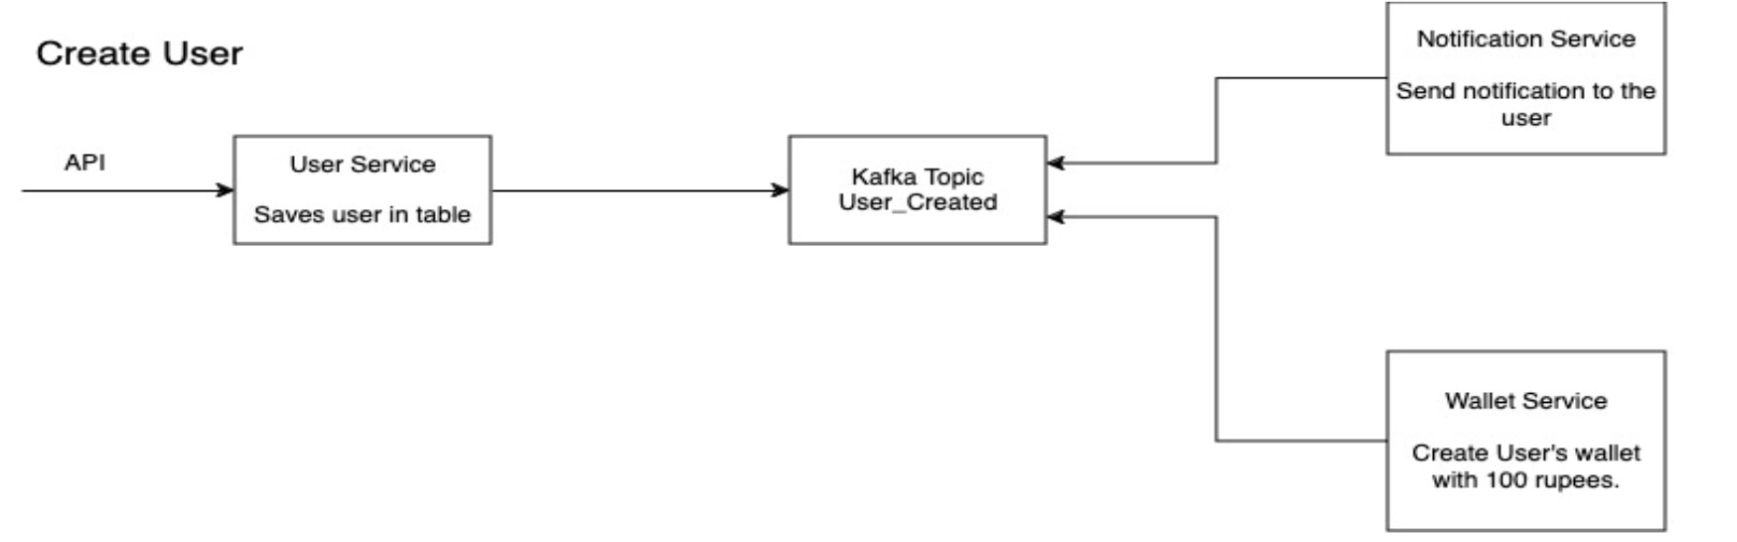 Create User
API
User Service
Saves user in table
Kafka Topic
User_Created
Notification Service
Send notification to the
user
Wallet Service
Create User's wallet
with 100 rupees.